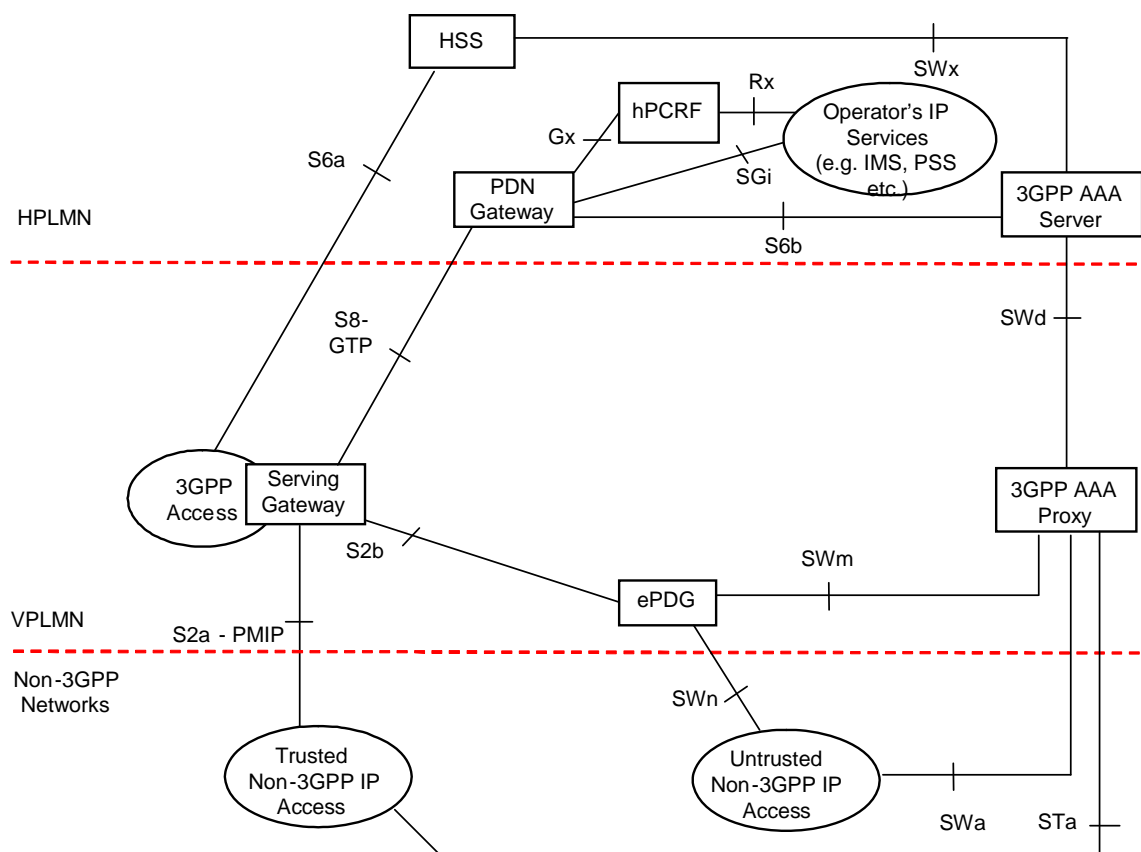 HSS
SWx
Rx
hPCRF
Operator's IP
Services
(e.g. IMS, PSS
etc.)
Gx
S6a
SGi
PDN
Gateway
3GPP AAA
Server
HPLMN
S6b
SWd
S8-
GTP
3GPP
Access
Serving
Gateway
3GPP AAA
Proxy
S2b
SWm
ePDG
VPLMN
S2a - PMIP
Non-3GPP
Networks
SWn
Trusted
Non-3GPP IP
Access
Untrusted
Non-3GPP IP
Access
SWa
STa